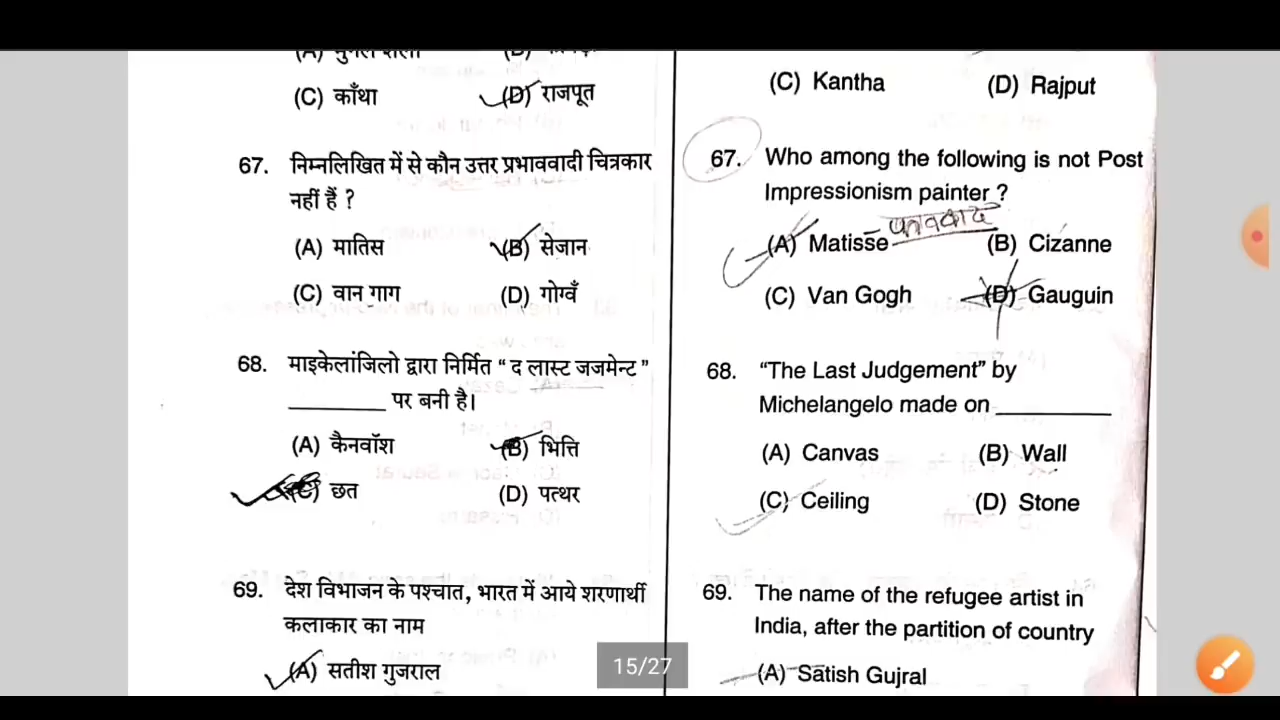 (C) काँथा
(D) राजपूत
67. निम्नलिखित में से कौन उत्तर प्रभाववादी चित्रकार
नहीं हैं ?
(A) मातिस
(B) सेजान
(C) वान गाग
(D) गोग्वँ
68. माइकेलांजिलो द्वारा निर्मित “ द लास्ट जजमेन्ट ”
________ पर बनी है।
(A) कैनवॉश
(B) भित्ति
(C) छत
(D) पत्थर
69. देश विभाजन के पश्चात, भारत में आये शरणार्थी
कलाकार का नाम
(A) सतीश गुजराल
(C) Kantha
(D) Rajput
67. Who among the following is not Post
Impressionism painter ?
(A) Matisse
(B) Cizanne
(C) Van Gogh
(D) Gauguin
68. “The Last Judgement” by
Michelangelo made on ________
(A) Canvas
(B) Wall
(C) Ceiling
(D) Stone
69. The name of the refugee artist in
India, after the partition of country
(A) Satish Gujral
15/27